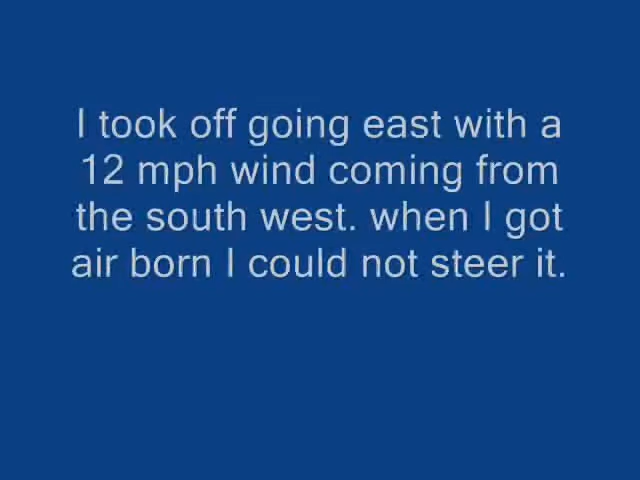 I took off going east with a
12 mph wind coming from
the south west. when I got
air born I could not steer it.